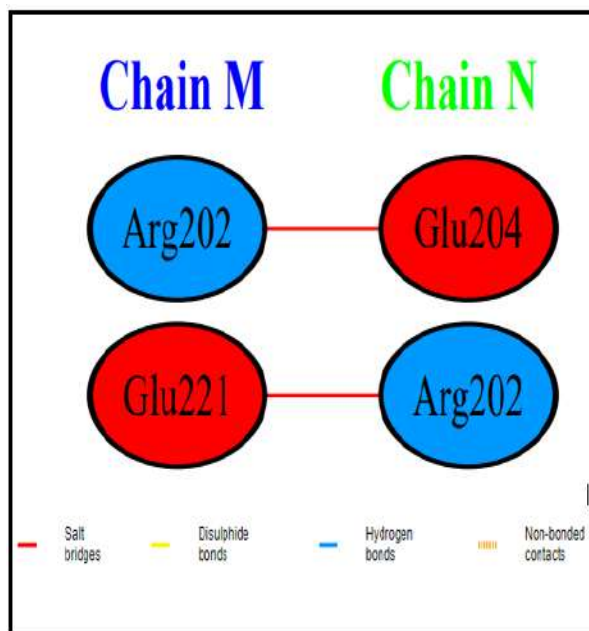 Chain M Chain N
Arg202 Glu204
Glu221 Arg202
Salt bridges Disulphide bonds Hydrogen bonds Non-bonded contacts